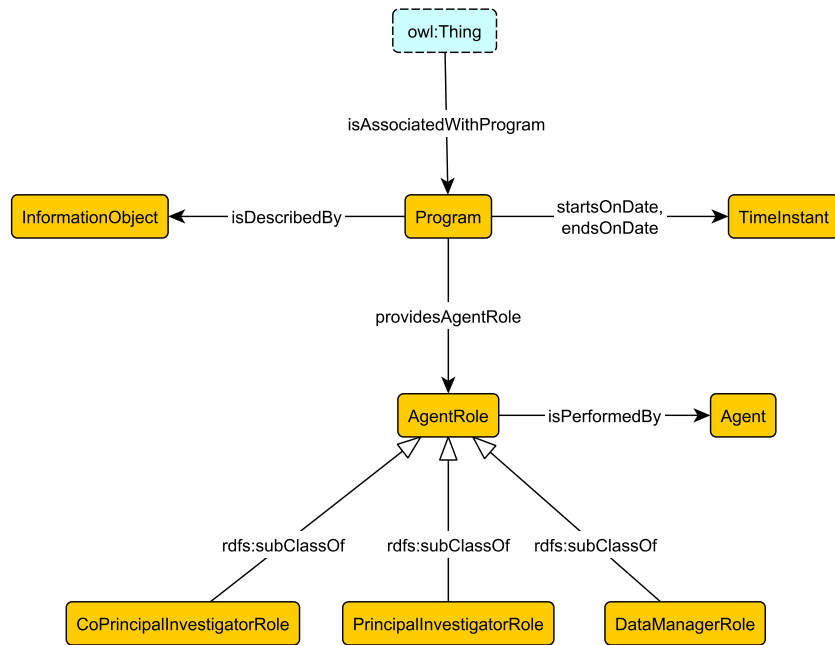 owl:Thing
isAssociatedWithProgram
InformationObject
isDescribedBy
Program
startsOnDate,
endsOnDate
TimeInstant
providesAgentRole
AgentRole
isPerformedBy
Agent
rdfs:subClassOf
rdfs:subClassOf
rdfs:subClassOf
CoPrincipalInvestigatorRole
PrincipalInvestigatorRole
DataManagerRole